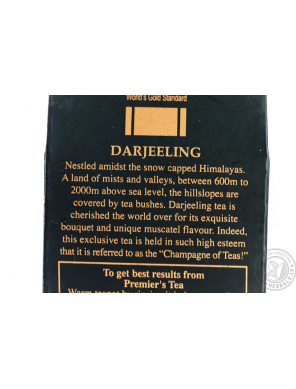 World's Gold Standard
DARJEELING
Nestled amidst the snow capped Himalayas.
A land of mists and valleys, between 600m to
2000m above sea level, the hillslopes are
covered by tea bushes. Darjeeling tea is
cherished the world over for its exquisite
bouquet and unique muscatel flavour. Indeed,
this exclusive tea is held in such high esteem
that it is referred to as the "Champagne of Teas!"
To get best results from
Premier's Tea